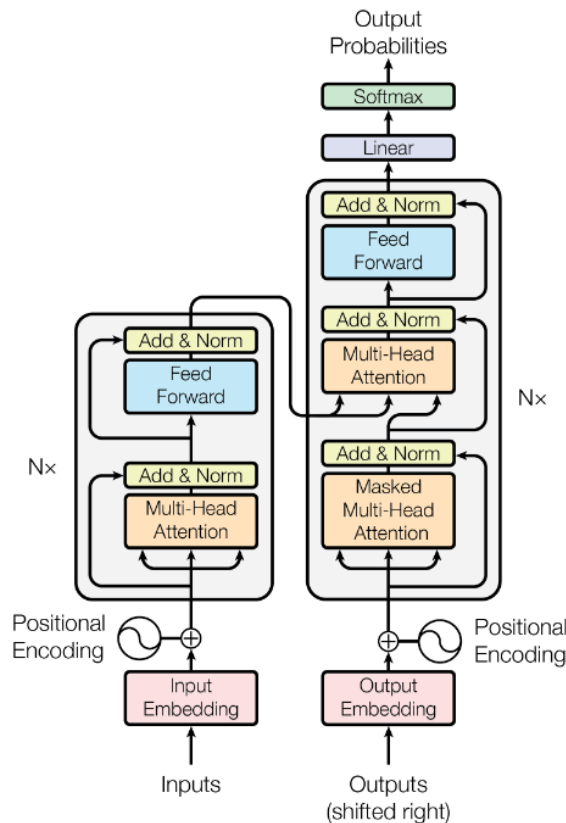 Output
Probabilities
Softmax
Linear
Add & Norm
Feed
Forward
Add & Norm
Multi-Head
Attention
Add & Norm
Masked
Multi-Head
Attention
N×
Add & Norm
Feed
Forward
Add & Norm
Multi-Head
Attention
N×
Positional
Encoding
Positional
Encoding
Input
Embedding
Output
Embedding
Inputs
Outputs
(shifted right)